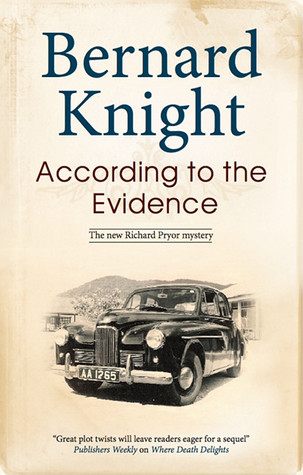 Bernard
Knight
According to the
Evidence
The new Richard Pryor mystery
AA 1265
“Great plot twists will leave readers eager for a sequel”
Publishers Weekly on Where Death Delights